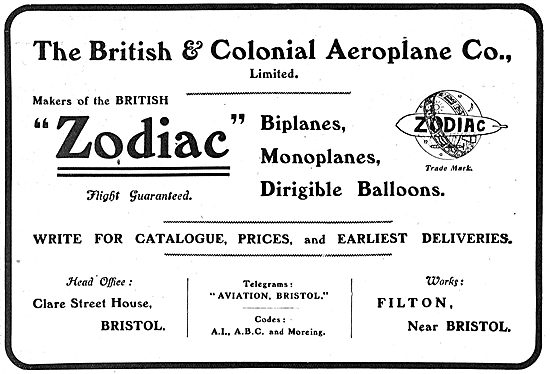 The British & Colonial Aeroplane Co.,
Limited.
Makers of the BRITISH
"Zodiac"
Flight Guaranteed.
Biplanes,
Monoplanes,
Dirigible Balloons.
ZODIAC
Trade Mark.
WRITE FOR CATALOGUE, PRICES, and EARLIEST DELIVERIES.
Head Office:
Clare Street House,
BRISTOL.
Telegrams:
"AVIATION, BRISTOL."
Codes:
A.I., A.B.C. and Moreing.
Works:
FILTON,
Near BRISTOL.